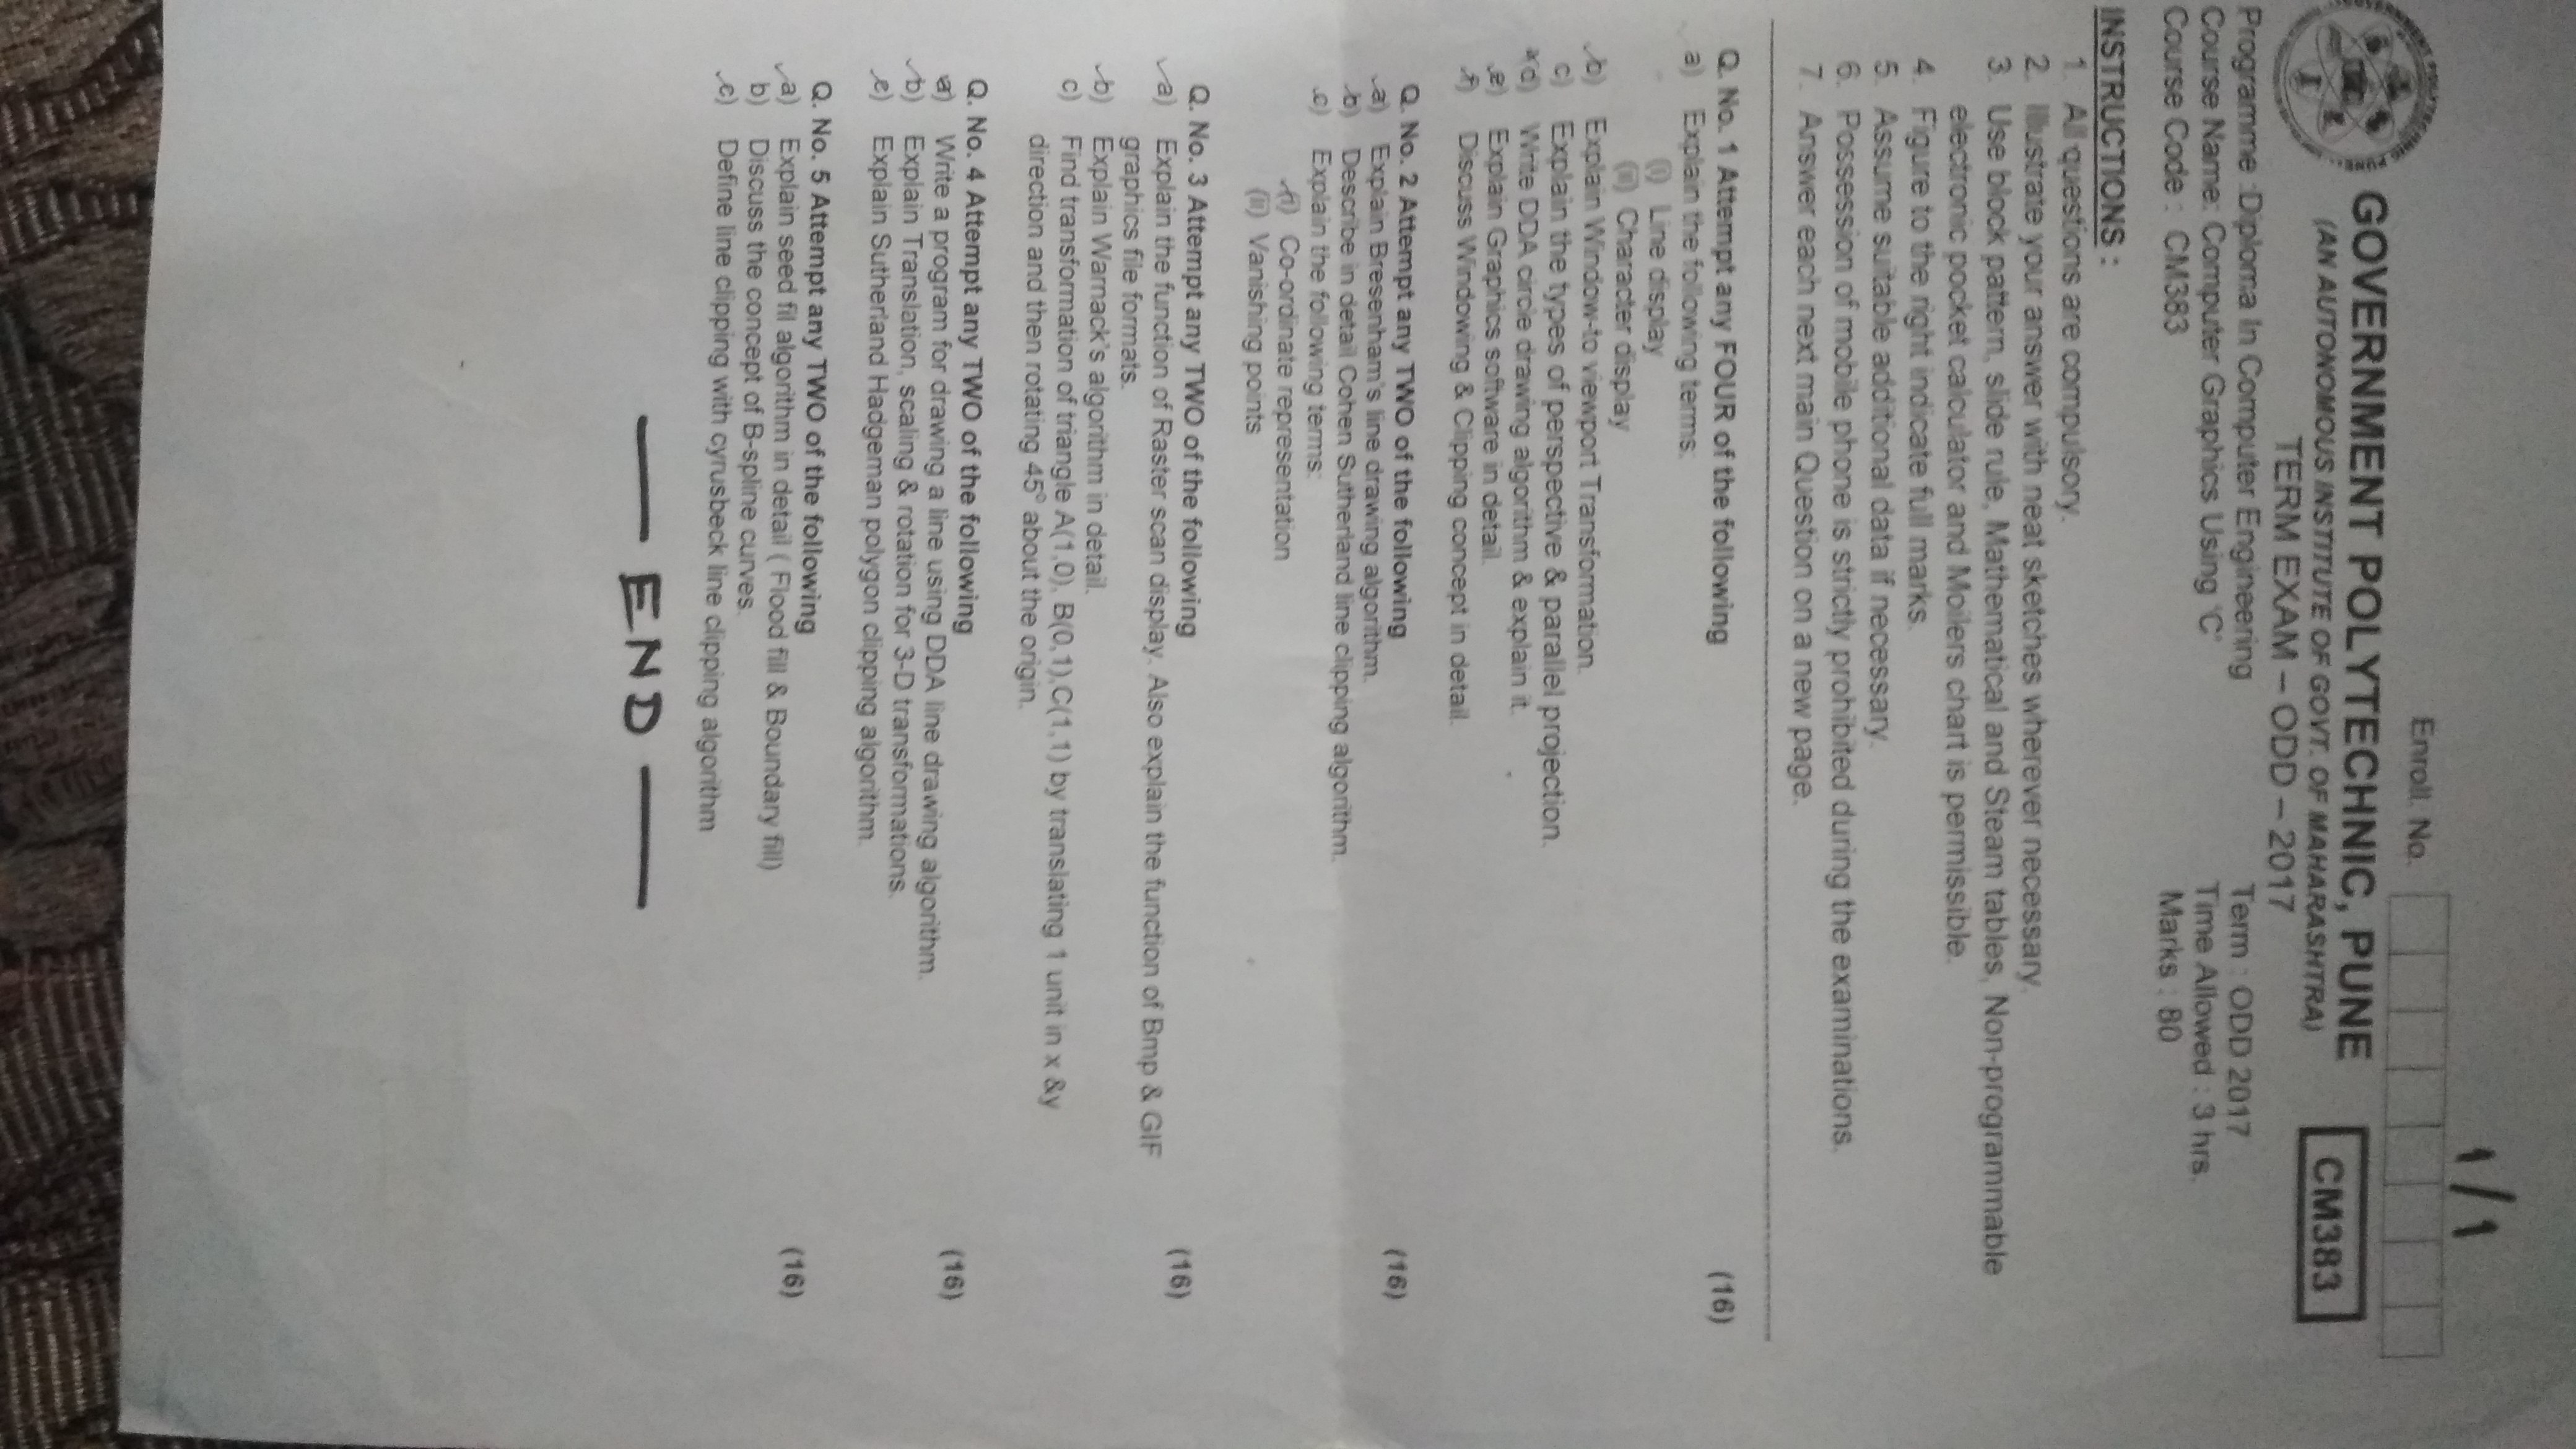 1/1
Enroll. No.
GOVERNMENT POLYTECHNIC, PUNE
(AN AUTONOMOUS INSTITUTE OF GOVT. OF MAHARASHTRA)
CM383
TERM EXAM – ODD – 2017
Programme :Diploma In Computer Engineering Term : ODD 2017
Course Name: Computer Graphics Using 'C' Time Allowed : 3 hrs.
Course Code : CM383 Marks : 80
INSTRUCTIONS :
1. All questions are compulsory.
2. Illustrate your answer with neat sketches wherever necessary.
3. Use block pattern, slide rule, Mathematical and Steam tables, Non-programmable
electronic pocket calculator and Moilers chart is permissible.
4. Figure to the right indicate full marks.
5. Assume suitable additional data if necessary.
6. Possession of mobile phone is strictly prohibited during the examinations.
7. Answer each next main Question on a new page.
Q. No. 1 Attempt any FOUR of the following (16)
a) Explain the following terms:
(i) Line display
(ii) Character display
b) Explain Window-to viewport Transformation.
c) Explain the types of perspective & parallel projection.
d) Write DDA circle drawing algorithm & explain it.
e) Explain Graphics software in detail.
f) Discuss Windowing & Clipping concept in detail.
Q. No. 2 Attempt any TWO of the following (16)
a) Explain Bresenham's line drawing algorithm.
b) Describe in detail Cohen Sutherland line clipping algorithm.
c) Explain the following terms:
(i) Co-ordinate representation
(ii) Vanishing points
Q. No. 3 Attempt any TWO of the following (16)
a) Explain the function of Raster scan display. Also explain the function of Bmp & GIF
graphics file formats.
b) Explain Warnack's algorithm in detail.
c) Find transformation of triangle A(1,0), B(0,1),C(1,1) by translating 1 unit in x &y
direction and then rotating 45° about the origin.
Q. No. 4 Attempt any TWO of the following (16)
a) Write a program for drawing a line using DDA line drawing algorithm.
b) Explain Translation, scaling & rotation for 3-D transformations.
c) Explain Sutherland Hadgeman polygon clipping algorithm.
Q. No. 5 Attempt any TWO of the following (16)
a) Explain seed fil algorithm in detail ( Flood fill & Boundary fill)
b) Discuss the concept of B-spline curves.
c) Define line clipping with cyrusbeck line clipping algorithm
— END —